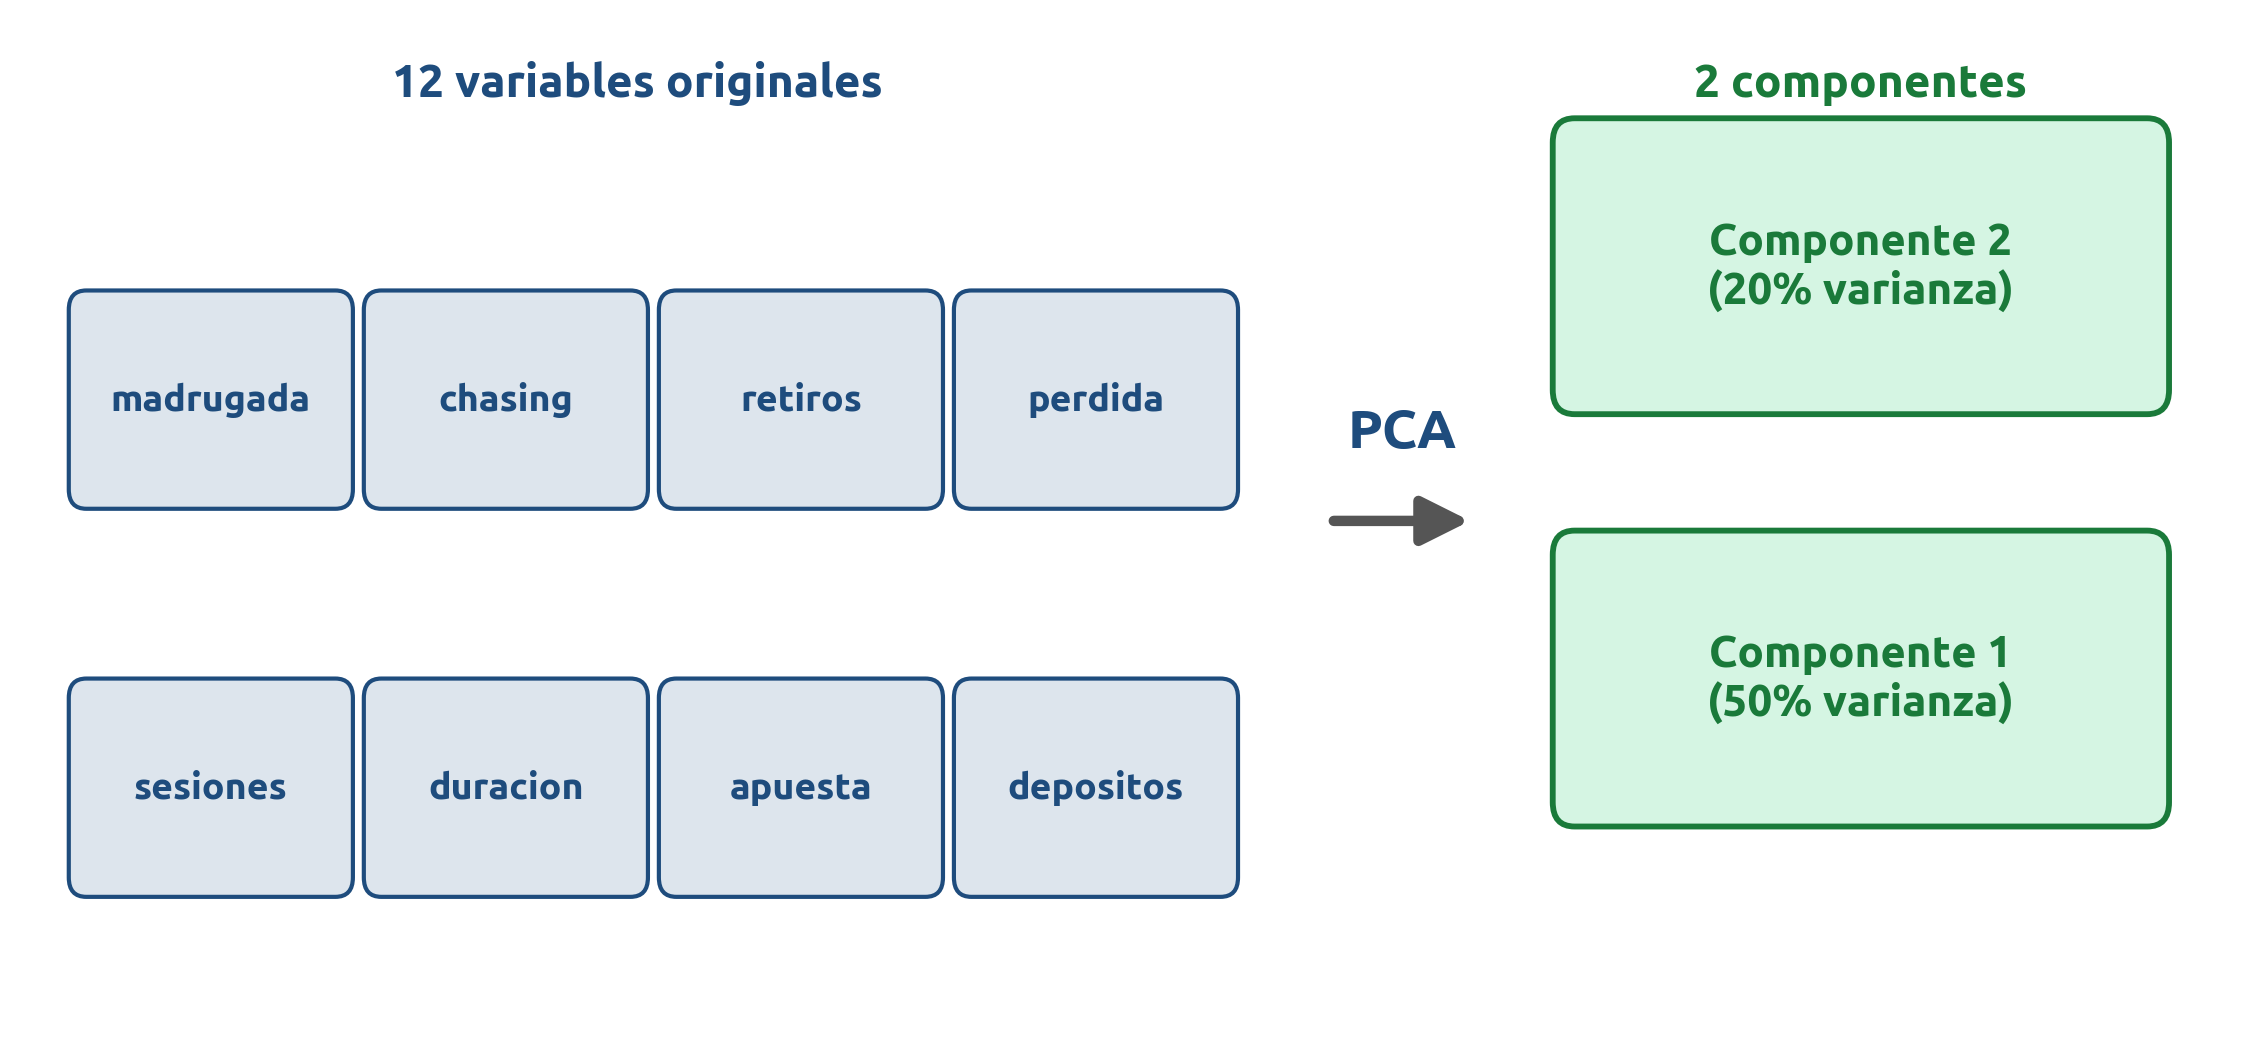 12 variables originales
madrugada
chasing
retiros
perdida
sesiones
duracion
apuesta
depositos
PCA
2 componentes
Componente 2
(20% varianza)
Componente 1
(50% varianza)